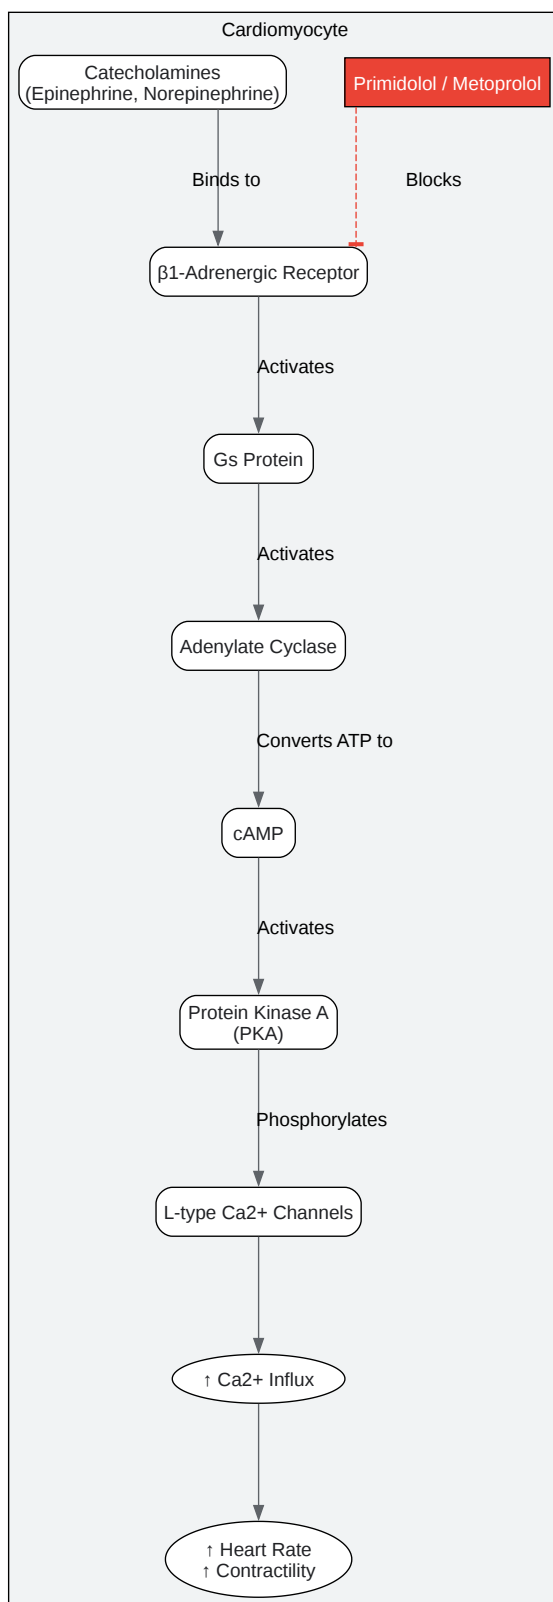 Cardiomyocyte
Catecholamines
(Epinephrine, Norepinephrine)
Primidolol / Metoprolol
Binds to
Blocks
β1-Adrenergic Receptor
Activates
Gs Protein
Activates
Adenylate Cyclase
Converts ATP to
cAMP
Activates
Protein Kinase A
(PKA)
Phosphorylates
L-type Ca2+ Channels
↑ Ca2+ Influx
↑ Heart Rate
↑ Contractility